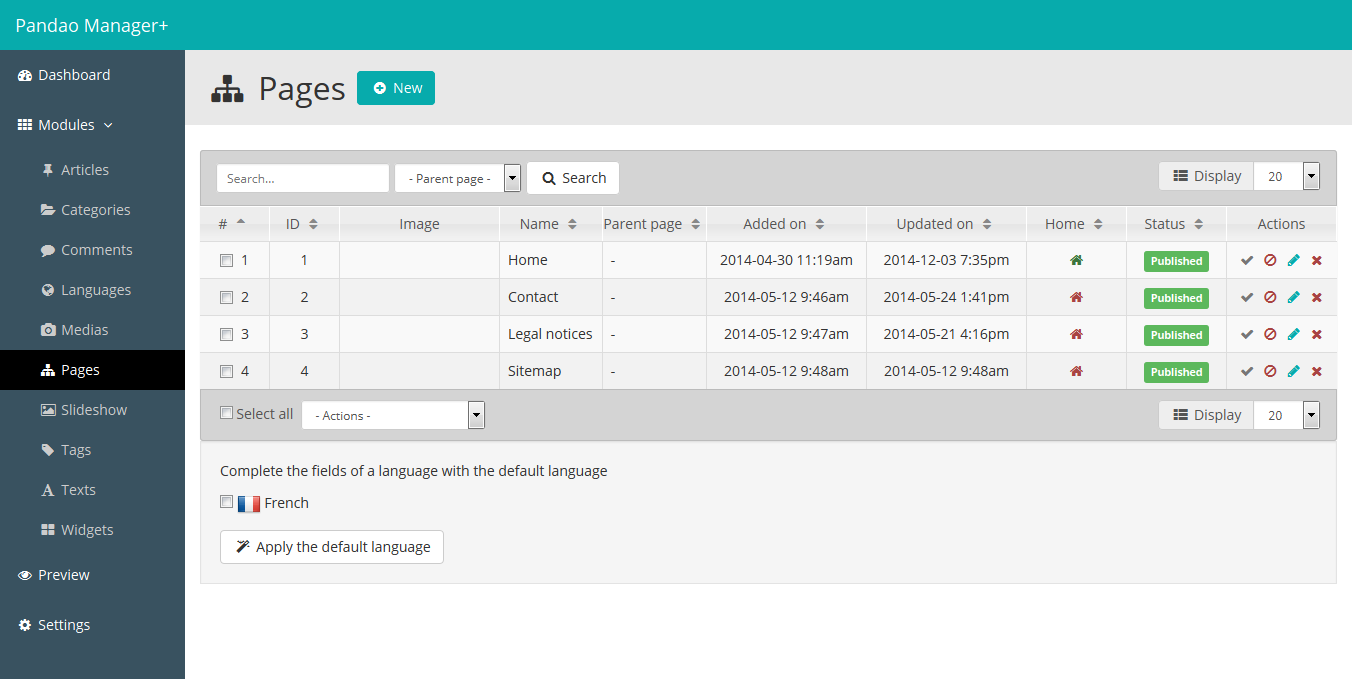 Pandao Manager+
Dashboard
Modules
Articles
Categories
Comments
Languages
Medias
Pages
Slideshow
Tags
Texts
Widgets
Preview
Settings
Pages New
Search... - Parent page - Search Display 20
# ID Image Name Parent page Added on Updated on Home Status Actions
1 1 Home - 2014-04-30 11:19am 2014-12-03 7:35pm Published
2 2 Contact - 2014-05-12 9:46am 2014-05-24 1:41pm Published
3 3 Legal notices - 2014-05-12 9:47am 2014-05-21 4:16pm Published
4 4 Sitemap - 2014-05-12 9:48am 2014-05-12 9:48am Published
Select all - Actions - Display 20
Complete the fields of a language with the default language
French
Apply the default language